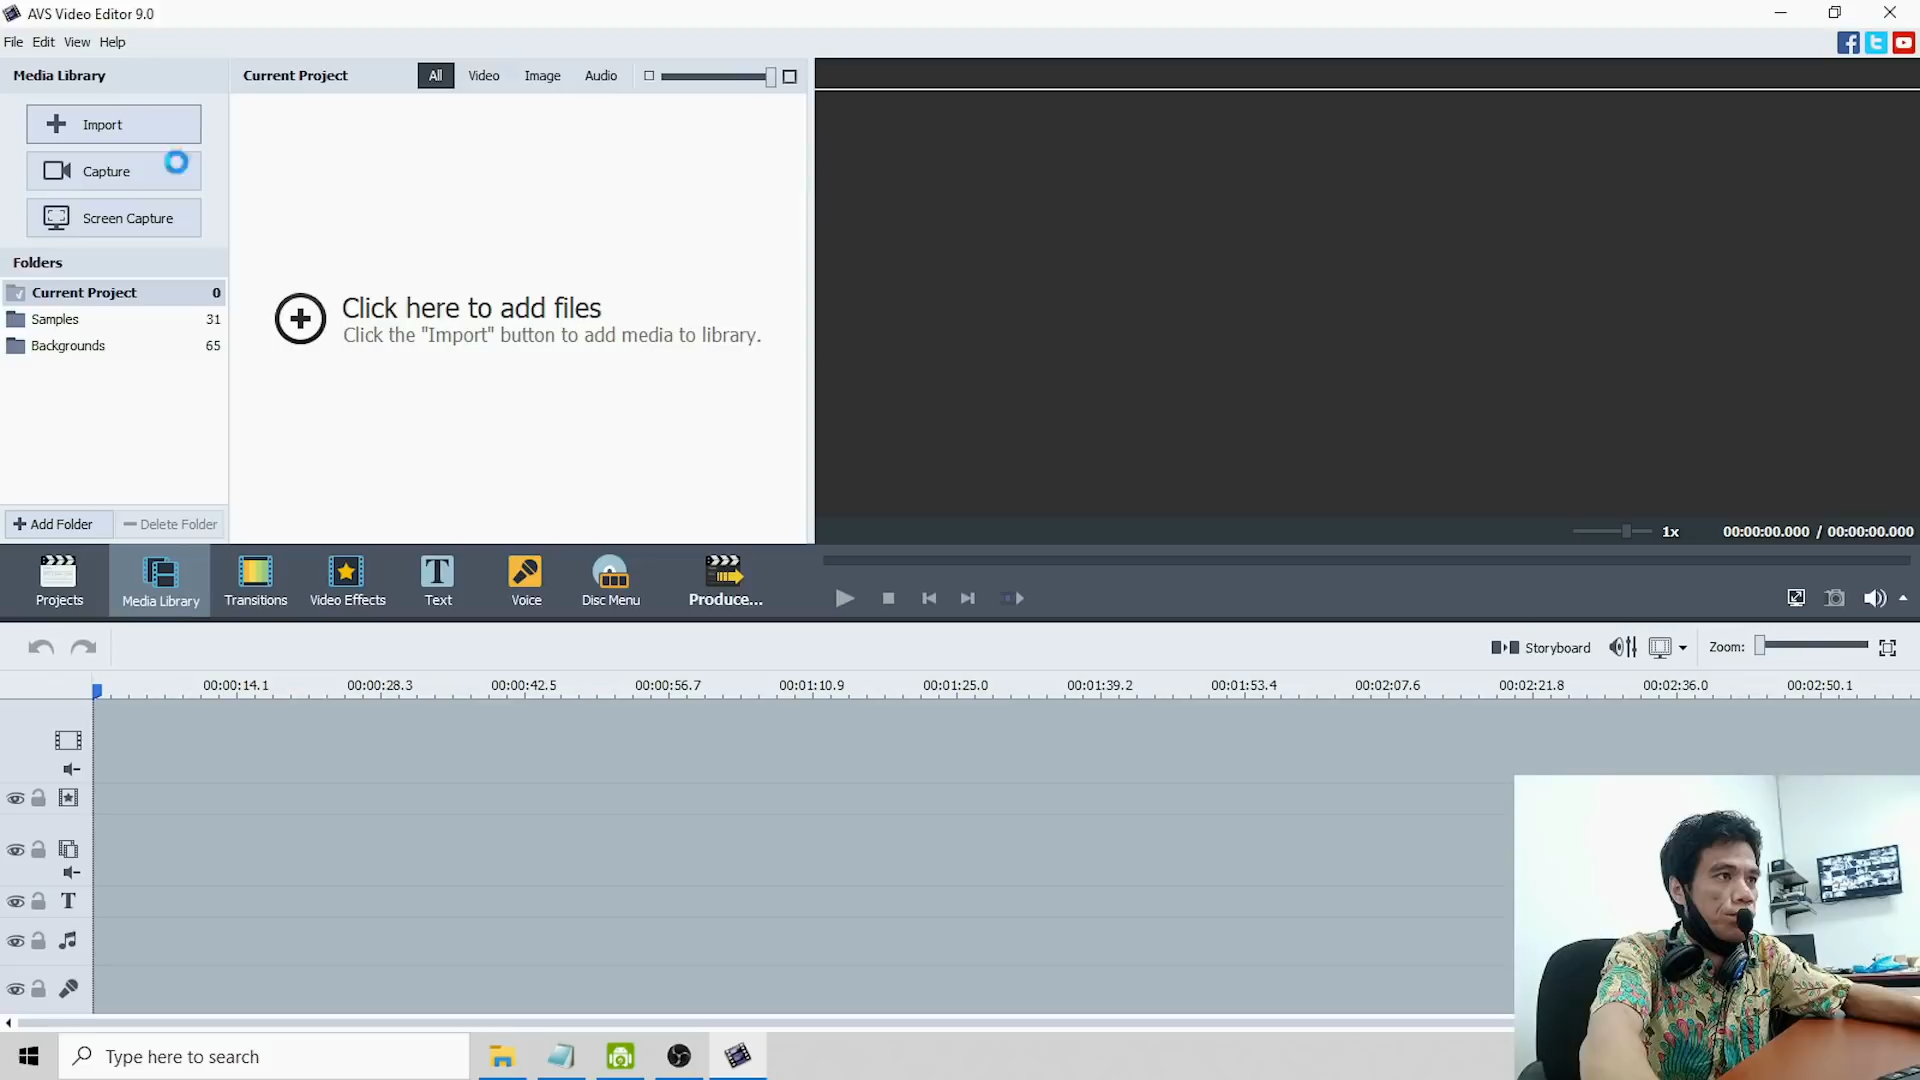 AVS Video Editor 9.0
File Edit View Help
Media Library
Current Project
All Video Image Audio
Import
Capture
Screen Capture
Folders
Current Project 0
Samples 31
Backgrounds 65
Click here to add files
Click the "Import" button to add media to library.
Add Folder
Delete Folder
1x
00:00:00.000 / 00:00:00.000
Projects
Media Library
Transitions
Video Effects
Text
Voice
Disc Menu
Produce...
Storyboard
Zoom:
00:00:14.1 00:00:28.3 00:00:42.5 00:00:56.7 00:01:10.9 00:01:25.0 00:01:39.2 00:01:53.4 00:02:07.6 00:02:21.8 00:02:36.0 00:02:50.1
Type here to search